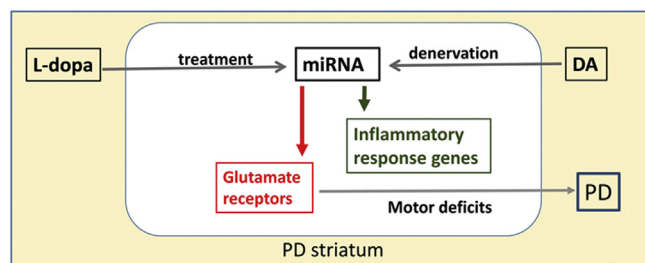 L-dopa
treatment
miRNA
denervation
DA
Inflammatory
response genes
Glutamate
receptors
Motor deficits
PD
PD striatum